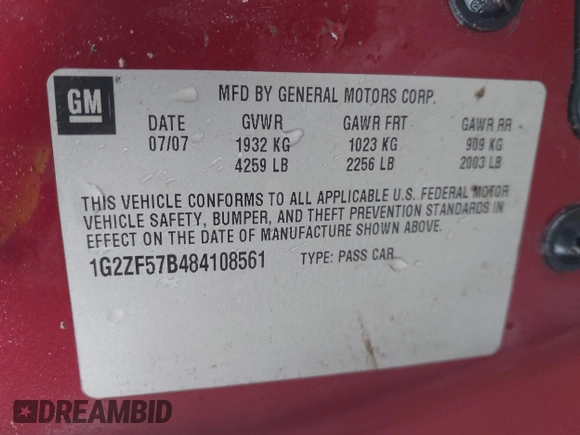 GM
MFD BY GENERAL MOTORS CORP.
DATE GVWR GAWR FRT GAWR RR
07/07 1932 KG 1023 KG 909 KG
4259 LB 2256 LB 2003 LB
THIS VEHICLE CONFORMS TO ALL APPLICABLE U.S. FEDERAL MOTOR
VEHICLE SAFETY, BUMPER, AND THEFT PREVENTION STANDARDS IN
EFFECT ON THE DATE OF MANUFACTURE SHOWN ABOVE.
1G2ZF57B484108561 TYPE: PASS CAR
DREAMBID